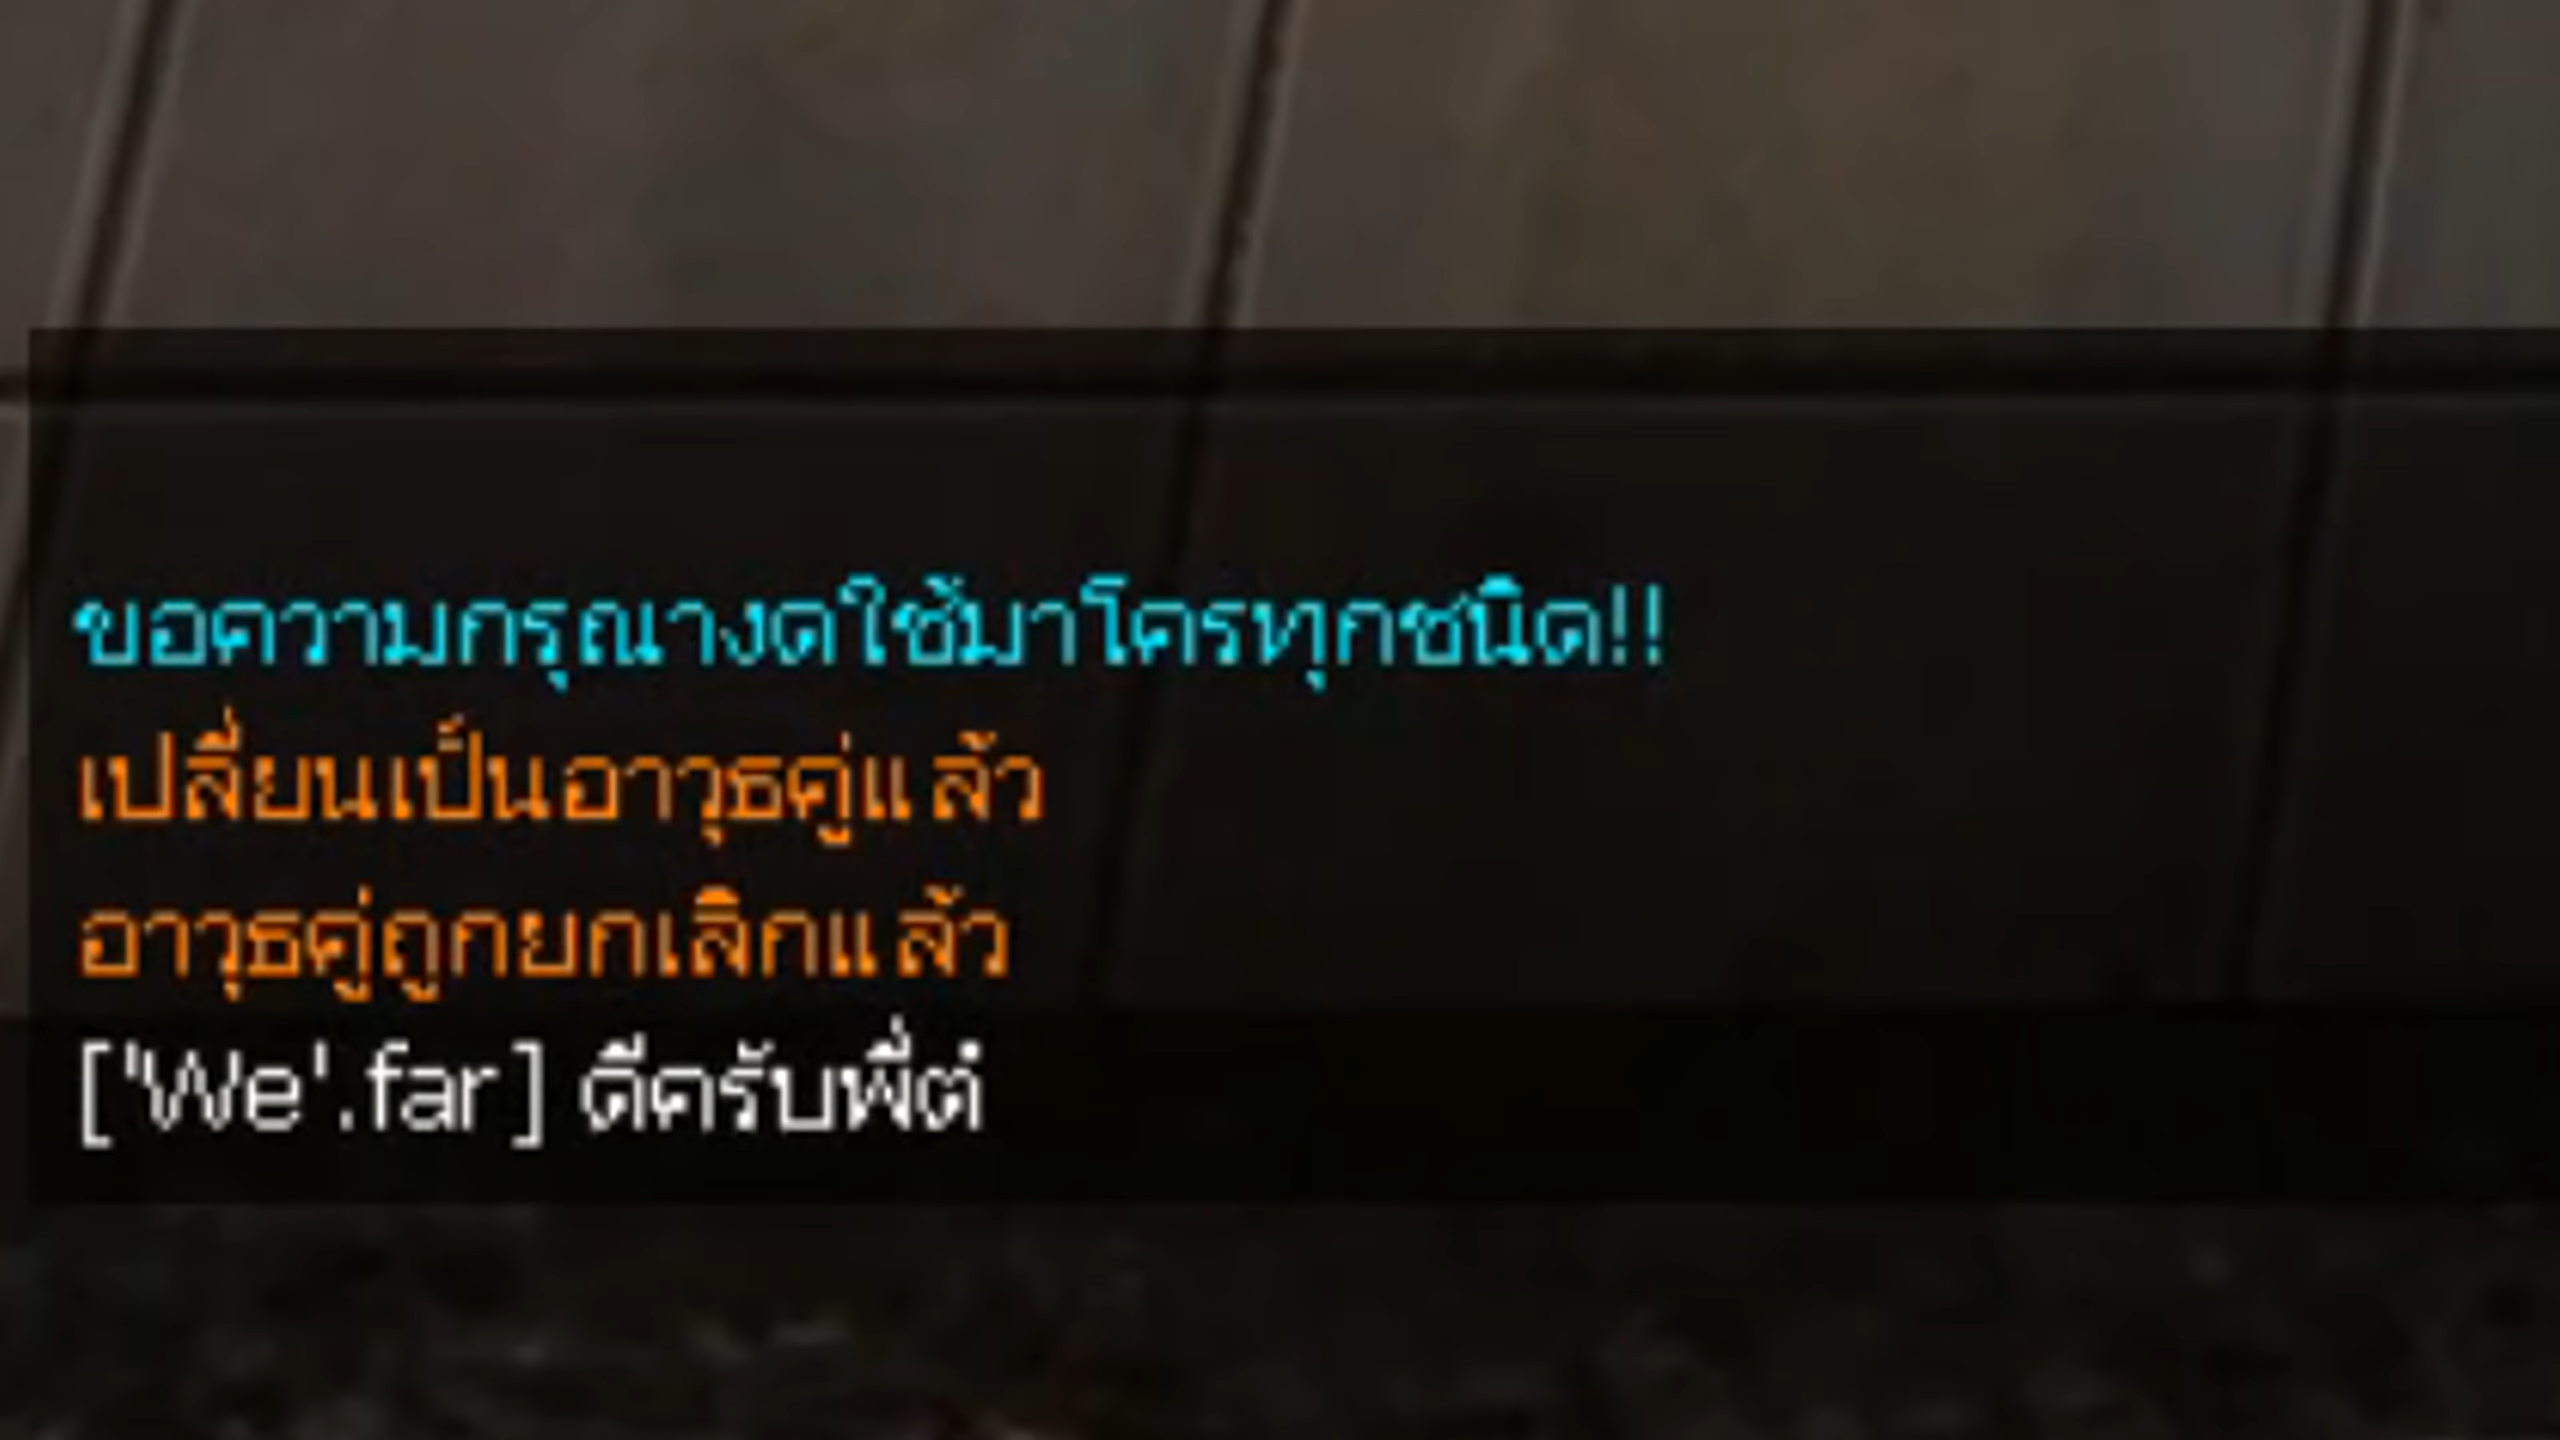 ขอความกรุณางดใช้มาโครทุกชนิด!!
เปลี่ยนเป็นอาวุธคู่แล้ว
อาวุธคู่ถูกยกเลิกแล้ว
['We'.far] ดีครับพี่ต๋